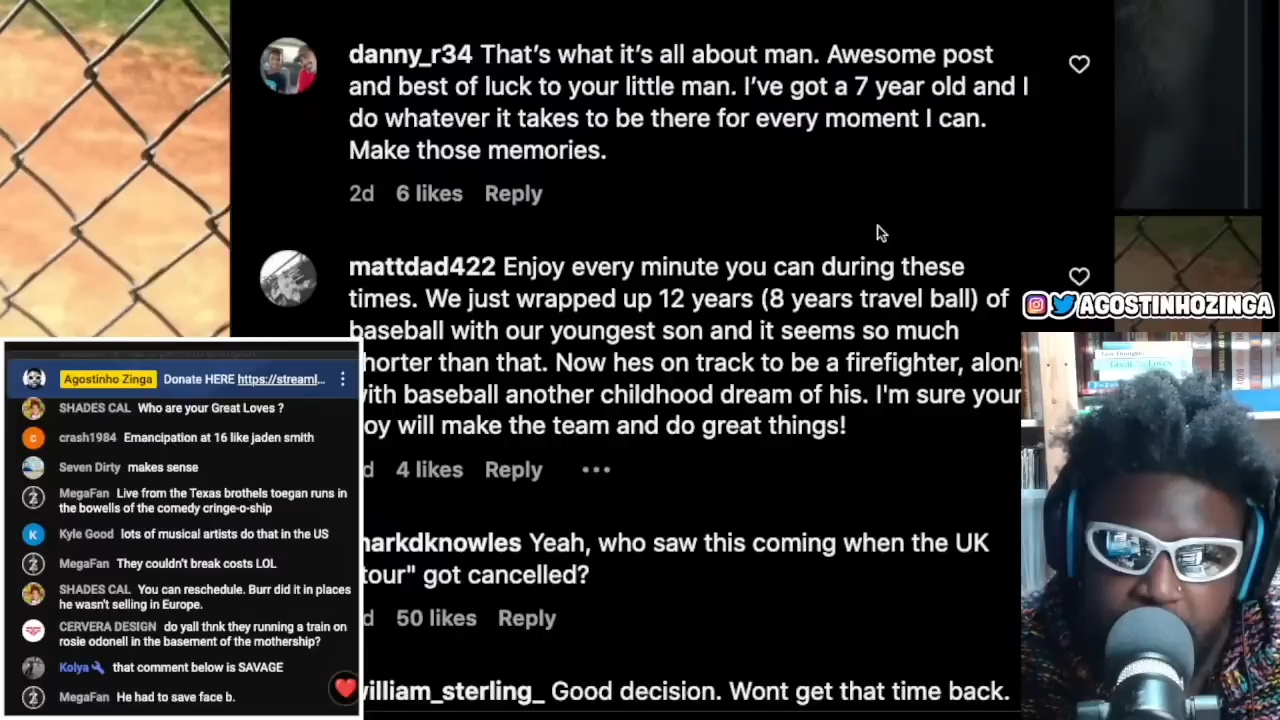 danny_r34 That’s what it’s all about man. Awesome post
and best of luck to your little man. I’ve got a 7 year old and I
do whatever it takes to be there for every moment I can.
Make those memories.
2d 6 likes Reply
mattdad422 Enjoy every minute you can during these
times. We just wrapped up 12 years (8 years travel ball) of
baseball with our youngest son and it seems so much
horter than that. Now hes on track to be a firefighter, alon
ith baseball another childhood dream of his. I'm sure your
oy will make the team and do great things!
d 4 likes Reply
markdknowles Yeah, who saw this coming when the UK
tour" got cancelled?
d 50 likes Reply
william_sterling_ Good decision. Wont get that time back.
AGOSTINHOZINGA
Agostinho Zinga Donate HERE https://streaml...
SHADES CAL Who are your Great Loves ?
crash1984 Emancipation at 16 like jaden smith
Seven Dirty makes sense
MegaFan Live from the Texas brothels toegan runs in
the bowells of the comedy cringe-o-ship
Kyle Good lots of musical artists do that in the US
MegaFan They couldn't break costs LOL
SHADES CAL You can reschedule. Burr did it in places
he wasn't selling in Europe.
CERVERA DESIGN do yall thnk they running a train on
rosie odonell in the basement of the mothership?
Kolya that comment below is SAVAGE
MegaFan He had to save face b.